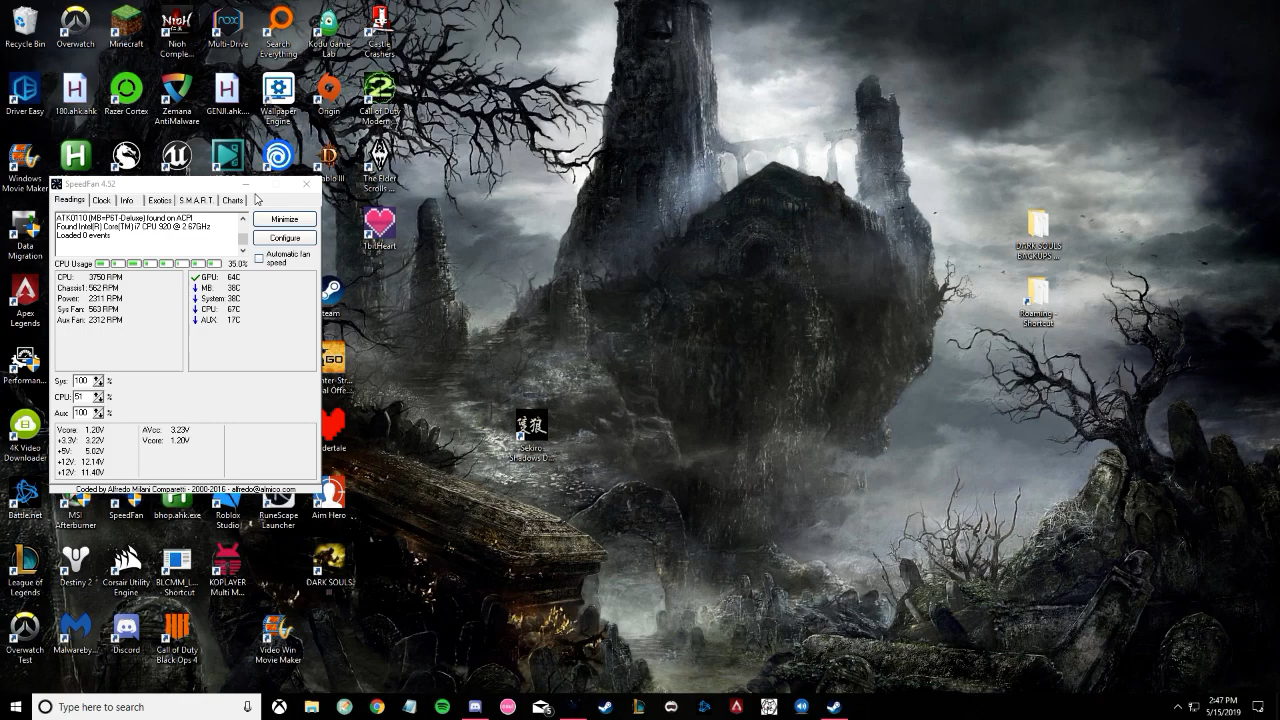 Recycle Bin
Overwatch
Minecraft
Nioh Comple...
Multi-Drive
Search Everything
Kodu Game Lab
Castle Crashers
Driver Easy
180.ahk.ahk
Razer Cortex
Zemana AntiMalware
GENJI.ahk....
Wallpaper Engine
Origin
Call of Duty Modern ...
Windows Movie Maker
The Elder Scrolls ...
SpeedFan 4.52
Readings Clock Info Exotics S.M.A.R.T. Charts
ATK0110 (MB=P6T-Deluxe) found on ACPI
Found Intel(R) Core(TM) i7 CPU 920 @ 2.67GHz
Loaded 0 events
Minimize
Configure
Automatic fan speed
CPU Usage 35.0%
CPU: 3750 RPM
Chassis1: 562 RPM
Power: 2311 RPM
Sys Fan: 563 RPM
Aux Fan: 2312 RPM
GPU: 64C
MB: 38C
System: 38C
CPU: 67C
AUX: 17C
Sys: 100 %
CPU: 51 %
Aux: 100 %
Vcore: 1.20V
+3.3V: 3.22V
+5V: 5.02V
+12V: 12.14V
+12V: 11.40V
AVcc: 3.23V
Vcore: 1.20V
Coded by Alfredo Milani Comparetti - 2000-2016 - alfredo@almico.com
Data Migration
1bitHeart
DARK SOULS BACKUPS ...
Apex Legends
Roaming - Shortcut
Performan...
4K Video Downloader
Sekiro Shadows D...
Battle.net
MSI Afterburner
SpeedFan
bhop.ahk.exe
Roblox Studio
RuneScape Launcher
Aim Hero
League of Legends
Destiny 2
Corsair Utility Engine
BLCMM_L... - Shortcut
KOPLAYER Multi M...
DARK SOULS III
Overwatch Test
Malwareby...
Discord
Call of Duty Black Ops 4
Video Win Movie Maker
Type here to search
2:47 PM
5/15/2019